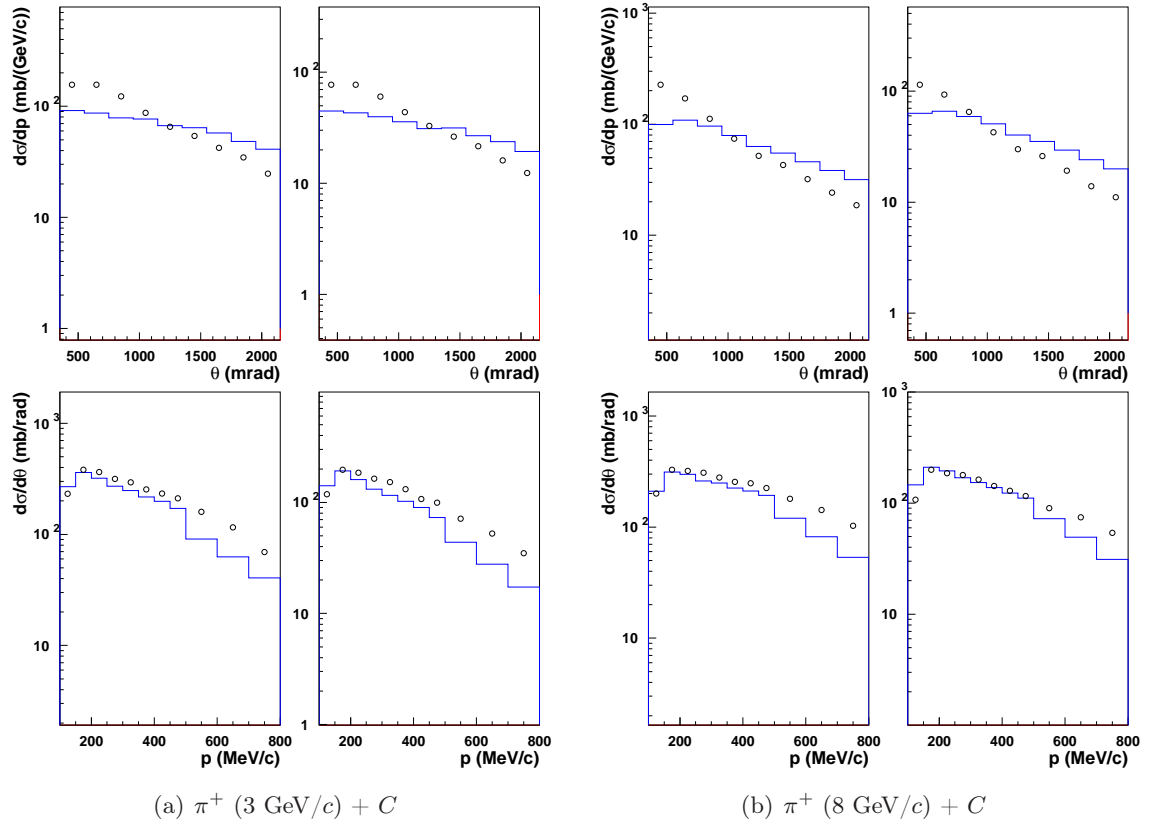 dσ/dp (mb/(GeV/c))
10 2
10
1
500 1000 1500 2000
θ (mrad)
10 2
10
1
500 1000 1500 2000
θ (mrad)
dσ/dp (mb/(GeV/c))
10 3
10 2
10
500 1000 1500 2000
θ (mrad)
10 2
10
1
500 1000 1500 2000
θ (mrad)
dσ/dθ (mb/rad)
10 3
10 2
10
200 400 600 800
p (MeV/c)
10 2
10
1
200 400 600 800
p (MeV/c)
dσ/dθ (mb/rad)
10 3
10 2
10
200 400 600 800
p (MeV/c)
10 3
10 2
10
1
200 400 600 800
p (MeV/c)
(a) π+ (3 GeV/c) + C
(b) π+ (8 GeV/c) + C